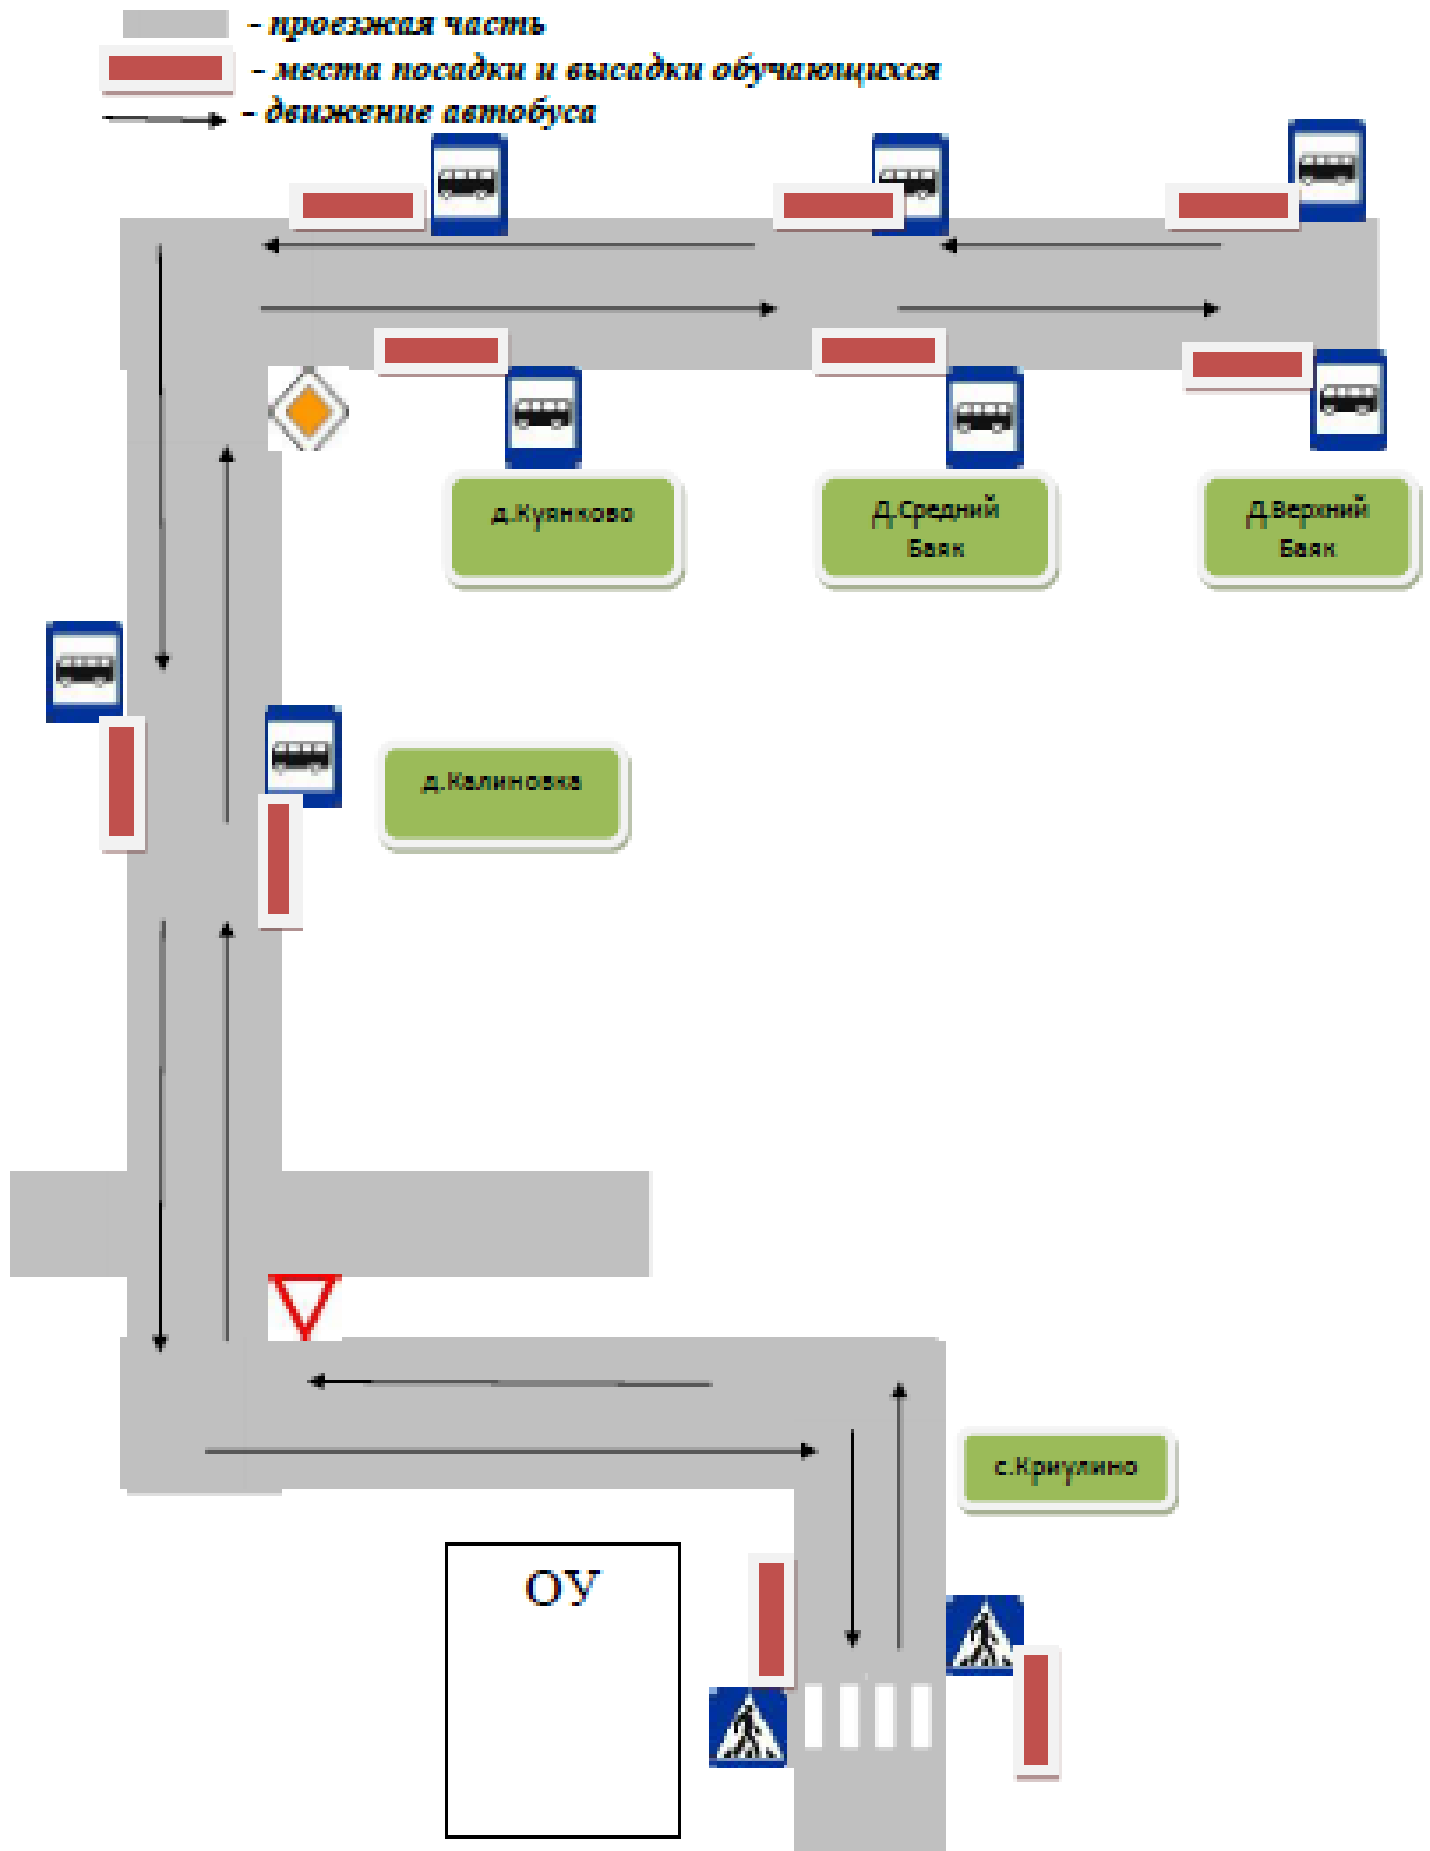 - проезжая часть
- места посадки и высадки обучающихся
- движение автобуса
д.Куянково
Д.Средний
Баяк
Д.Верхний
Баяк
д.Калиновка
с.Криулино
ОУ